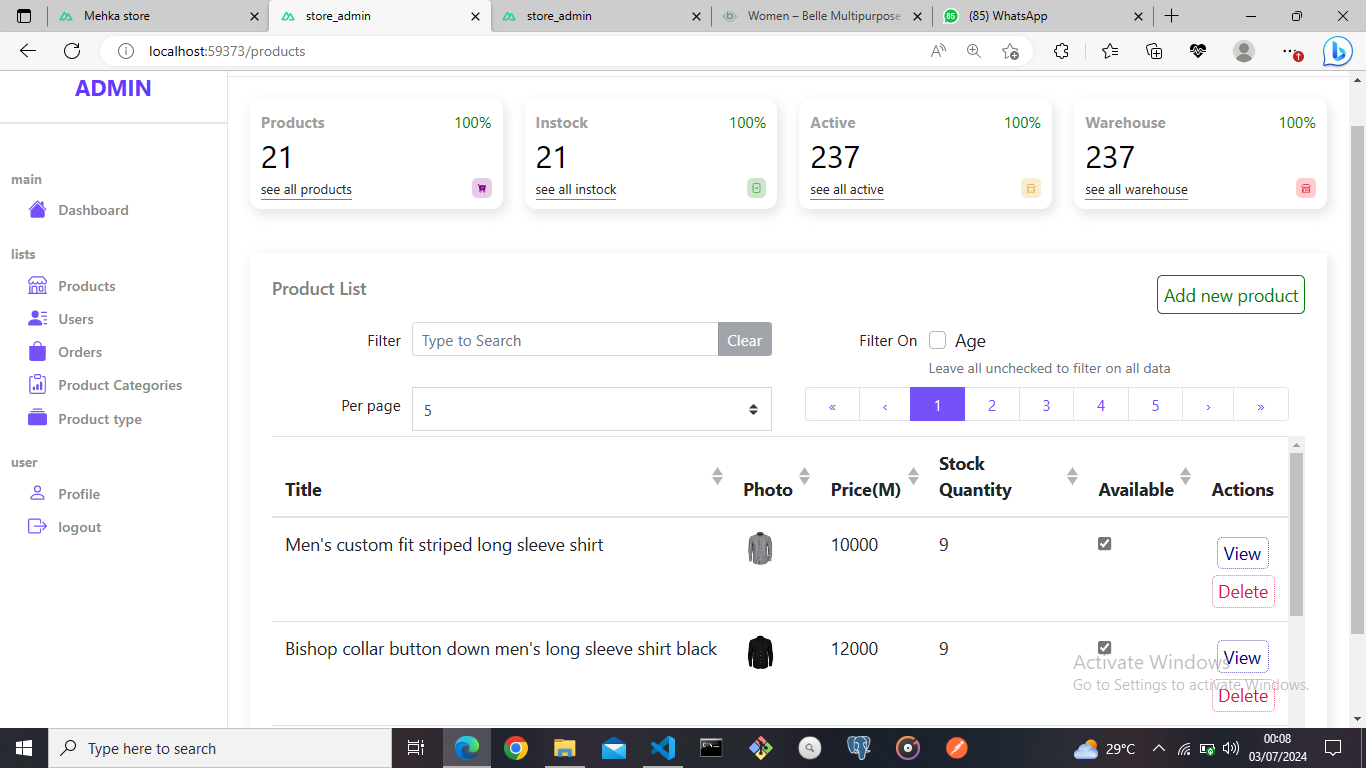 Mehka store
store_admin
store_admin
Women – Belle Multipurpose
(85) WhatsApp
localhost:59373/products
ADMIN
main
Dashboard
lists
Products
Users
Orders
Product Categories
Product type
user
Profile
logout
Products 100%
21
see all products
Instock 100%
21
see all instock
Active 100%
237
see all active
Warehouse 100%
237
see all warehouse
Product List
Add new product
Filter Type to Search Clear
Filter On Age
Leave all unchecked to filter on all data
Per page 5
« ‹ 1 2 3 4 5 › »
Title Photo Price(M) Stock Quantity Available Actions
Men's custom fit striped long sleeve shirt 10000 9 View
Delete
Bishop collar button down men's long sleeve shirt black 12000 9 View
Delete
Activate Windows
Go to Settings to activate Windows.
Type here to search
29°C
00:08
03/07/2024